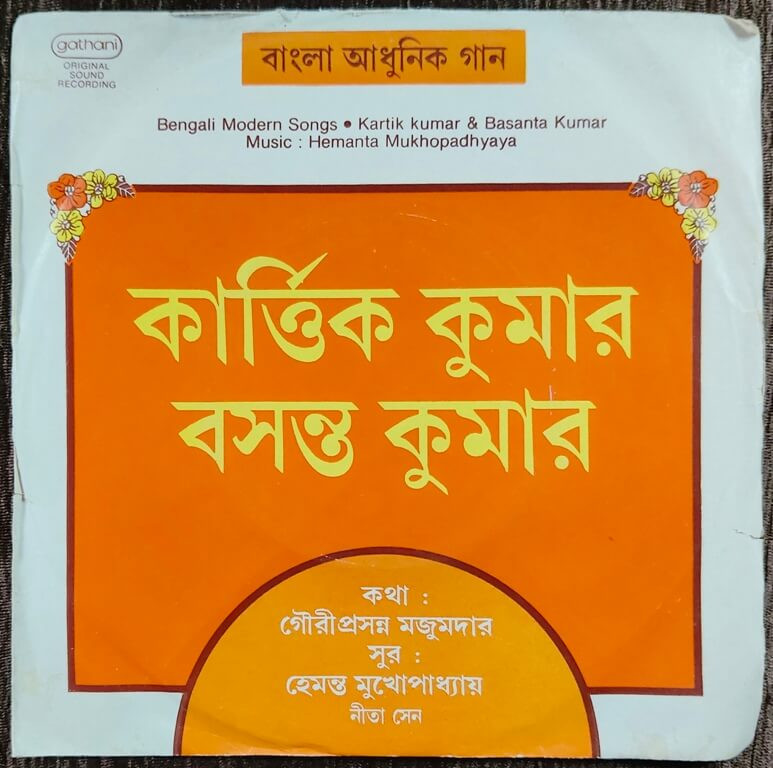 gathani
ORIGINAL
SOUND
RECORDING
বাংলা আধুনিক গান
Bengali Modern Songs • Kartik kumar & Basanta Kumar
Music : Hemanta Mukhopadhyaya
কার্ত্তিক কুমার
বসন্ত কুমার
কথা :
গৌরীপ্রসন্ন মজুমদার
সুর :
হেমন্ত মুখোপাধ্যায়
নীতা সেন